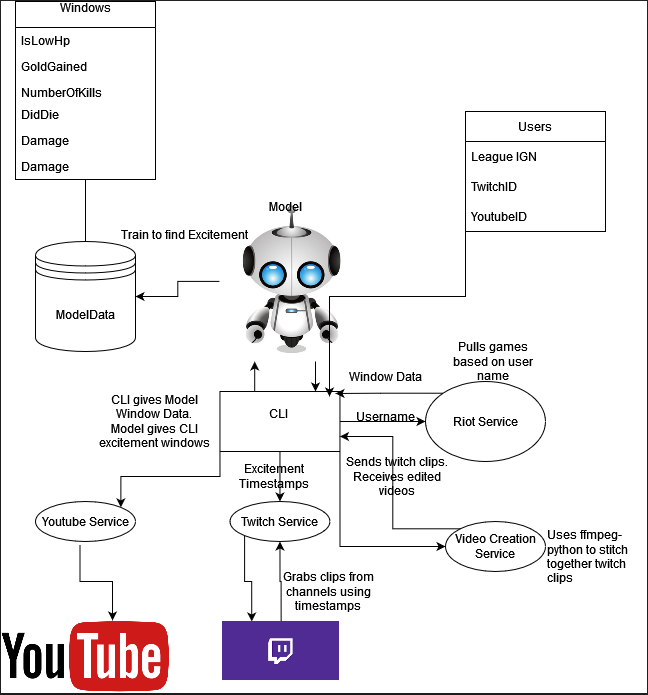 Windows
IsLowHp
GoldGained
NumberOfKills
DidDie
Damage
Damage
Users
League IGN
TwitchID
YoutubeID
Model
Train to find Excitement
ModelData
Pulls games
based on user
name
Window Data
CLI gives Model
Window Data.
Model gives CLI
excitement windows
CLI
Username
Riot Service
Excitement
Timestamps
Sends twitch clips.
Receives edited
videos
Youtube Service
Twitch Service
Video Creation
Service
Uses ffmpeg-
python to stitch
together twitch
clips
Grabs clips from
channels using
timestamps
YouTube